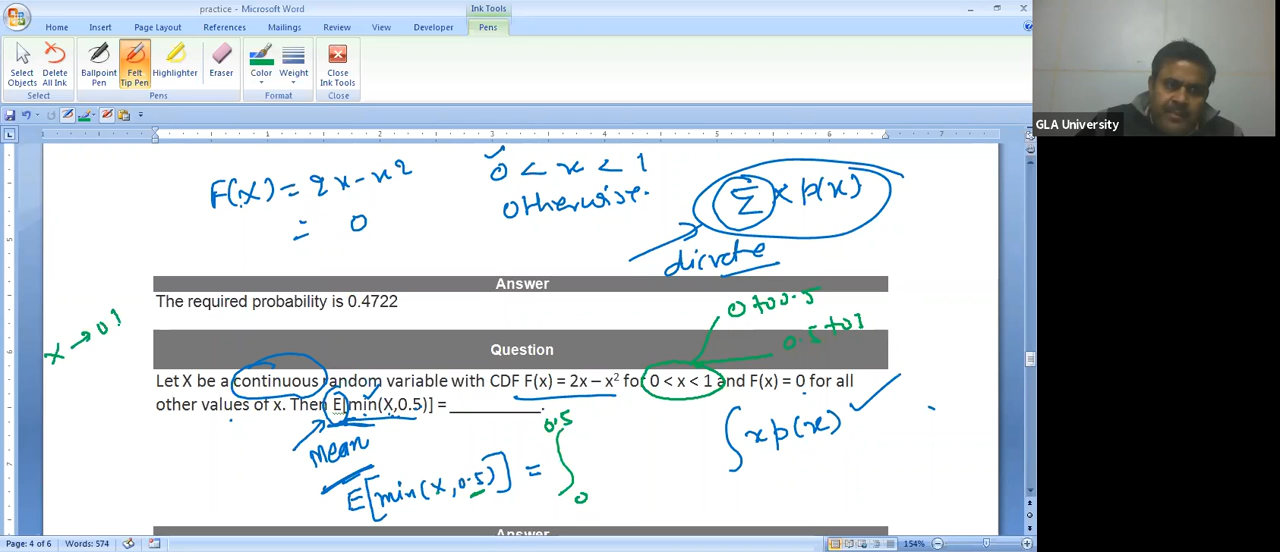 practice - Microsoft Word
Ink Tools
Home Insert Page Layout References Mailings Review View Developer Pens
Select Objects
Delete All Ink
Ballpoint Pen
Felt Tip Pen
Highlighter
Eraser
Color
Weight
Close Ink Tools
Select
Pens
Format
Close
GLA University
F(x) = 2x-x² 0 < x < 1
= 0 otherwise.
Σ x p(x)
discrete
Answer
The required probability is 0.4722
0 to 0.5
0.5 to 1
x → 0 1
Question
Let X be a continuous random variable with CDF F(x) = 2x – x² for 0 < x < 1 and F(x) = 0 for all
other values of x. Then E[min(X,0.5)] = __________.
mean
∫ x p(x)
E[min(X, 0.5)] = ∫
0.5
0
Answer
Page: 4 of 6 Words: 574 154%